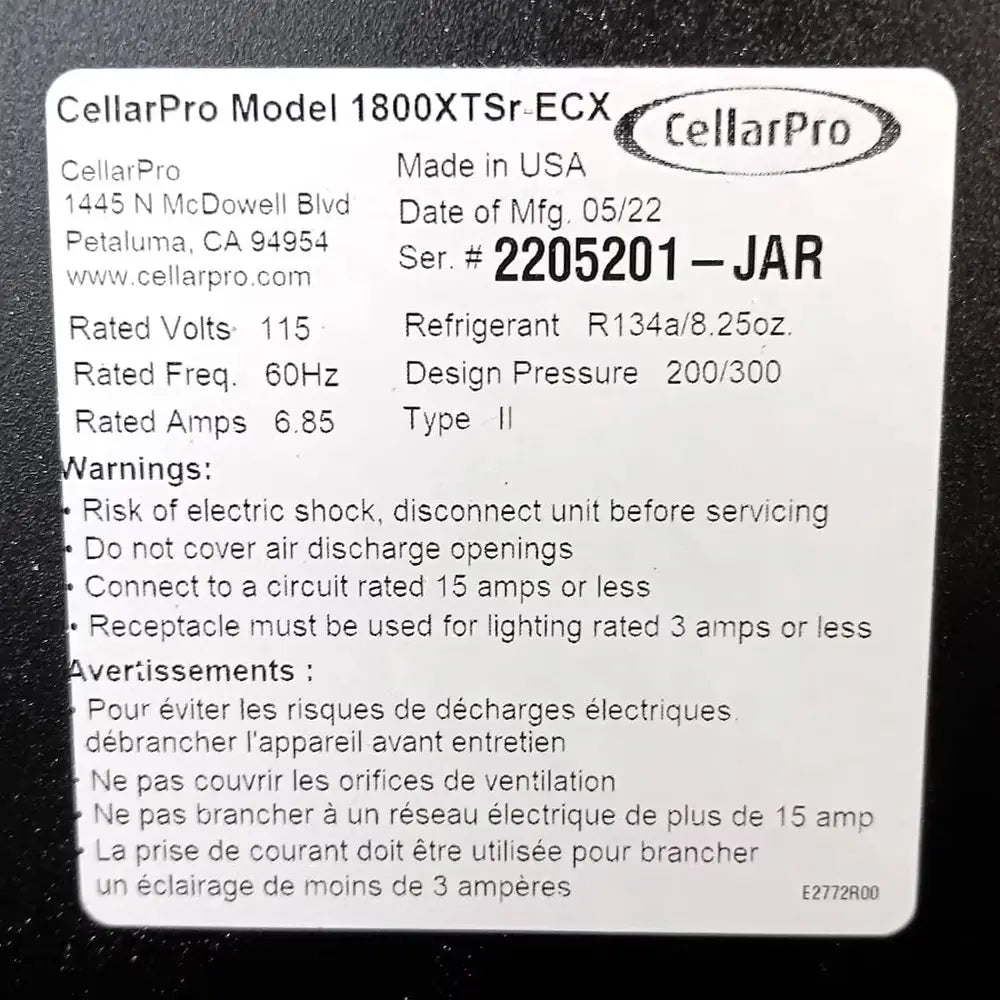 CellarPro Model 1800XTSr-ECX
CellarPro
CellarPro
1445 N McDowell Blvd
Petaluma, CA 94954
www.cellarpro.com
Made in USA
Date of Mfg. 05/22
Ser. # 2205201-JAR
Rated Volts 115
Rated Freq. 60Hz
Rated Amps 6.85
Refrigerant R134a/8.25oz.
Design Pressure 200/300
Type II
Warnings:
• Risk of electric shock, disconnect unit before servicing
• Do not cover air discharge openings
• Connect to a circuit rated 15 amps or less
• Receptacle must be used for lighting rated 3 amps or less
Avertissements :
• Pour éviter les risques de décharges électriques,
débrancher l'appareil avant entretien
• Ne pas couvrir les orifices de ventilation
• Ne pas brancher à un réseau électrique de plus de 15 amp
• La prise de courant doit être utilisée pour brancher
un éclairage de moins de 3 ampères
E2772R00